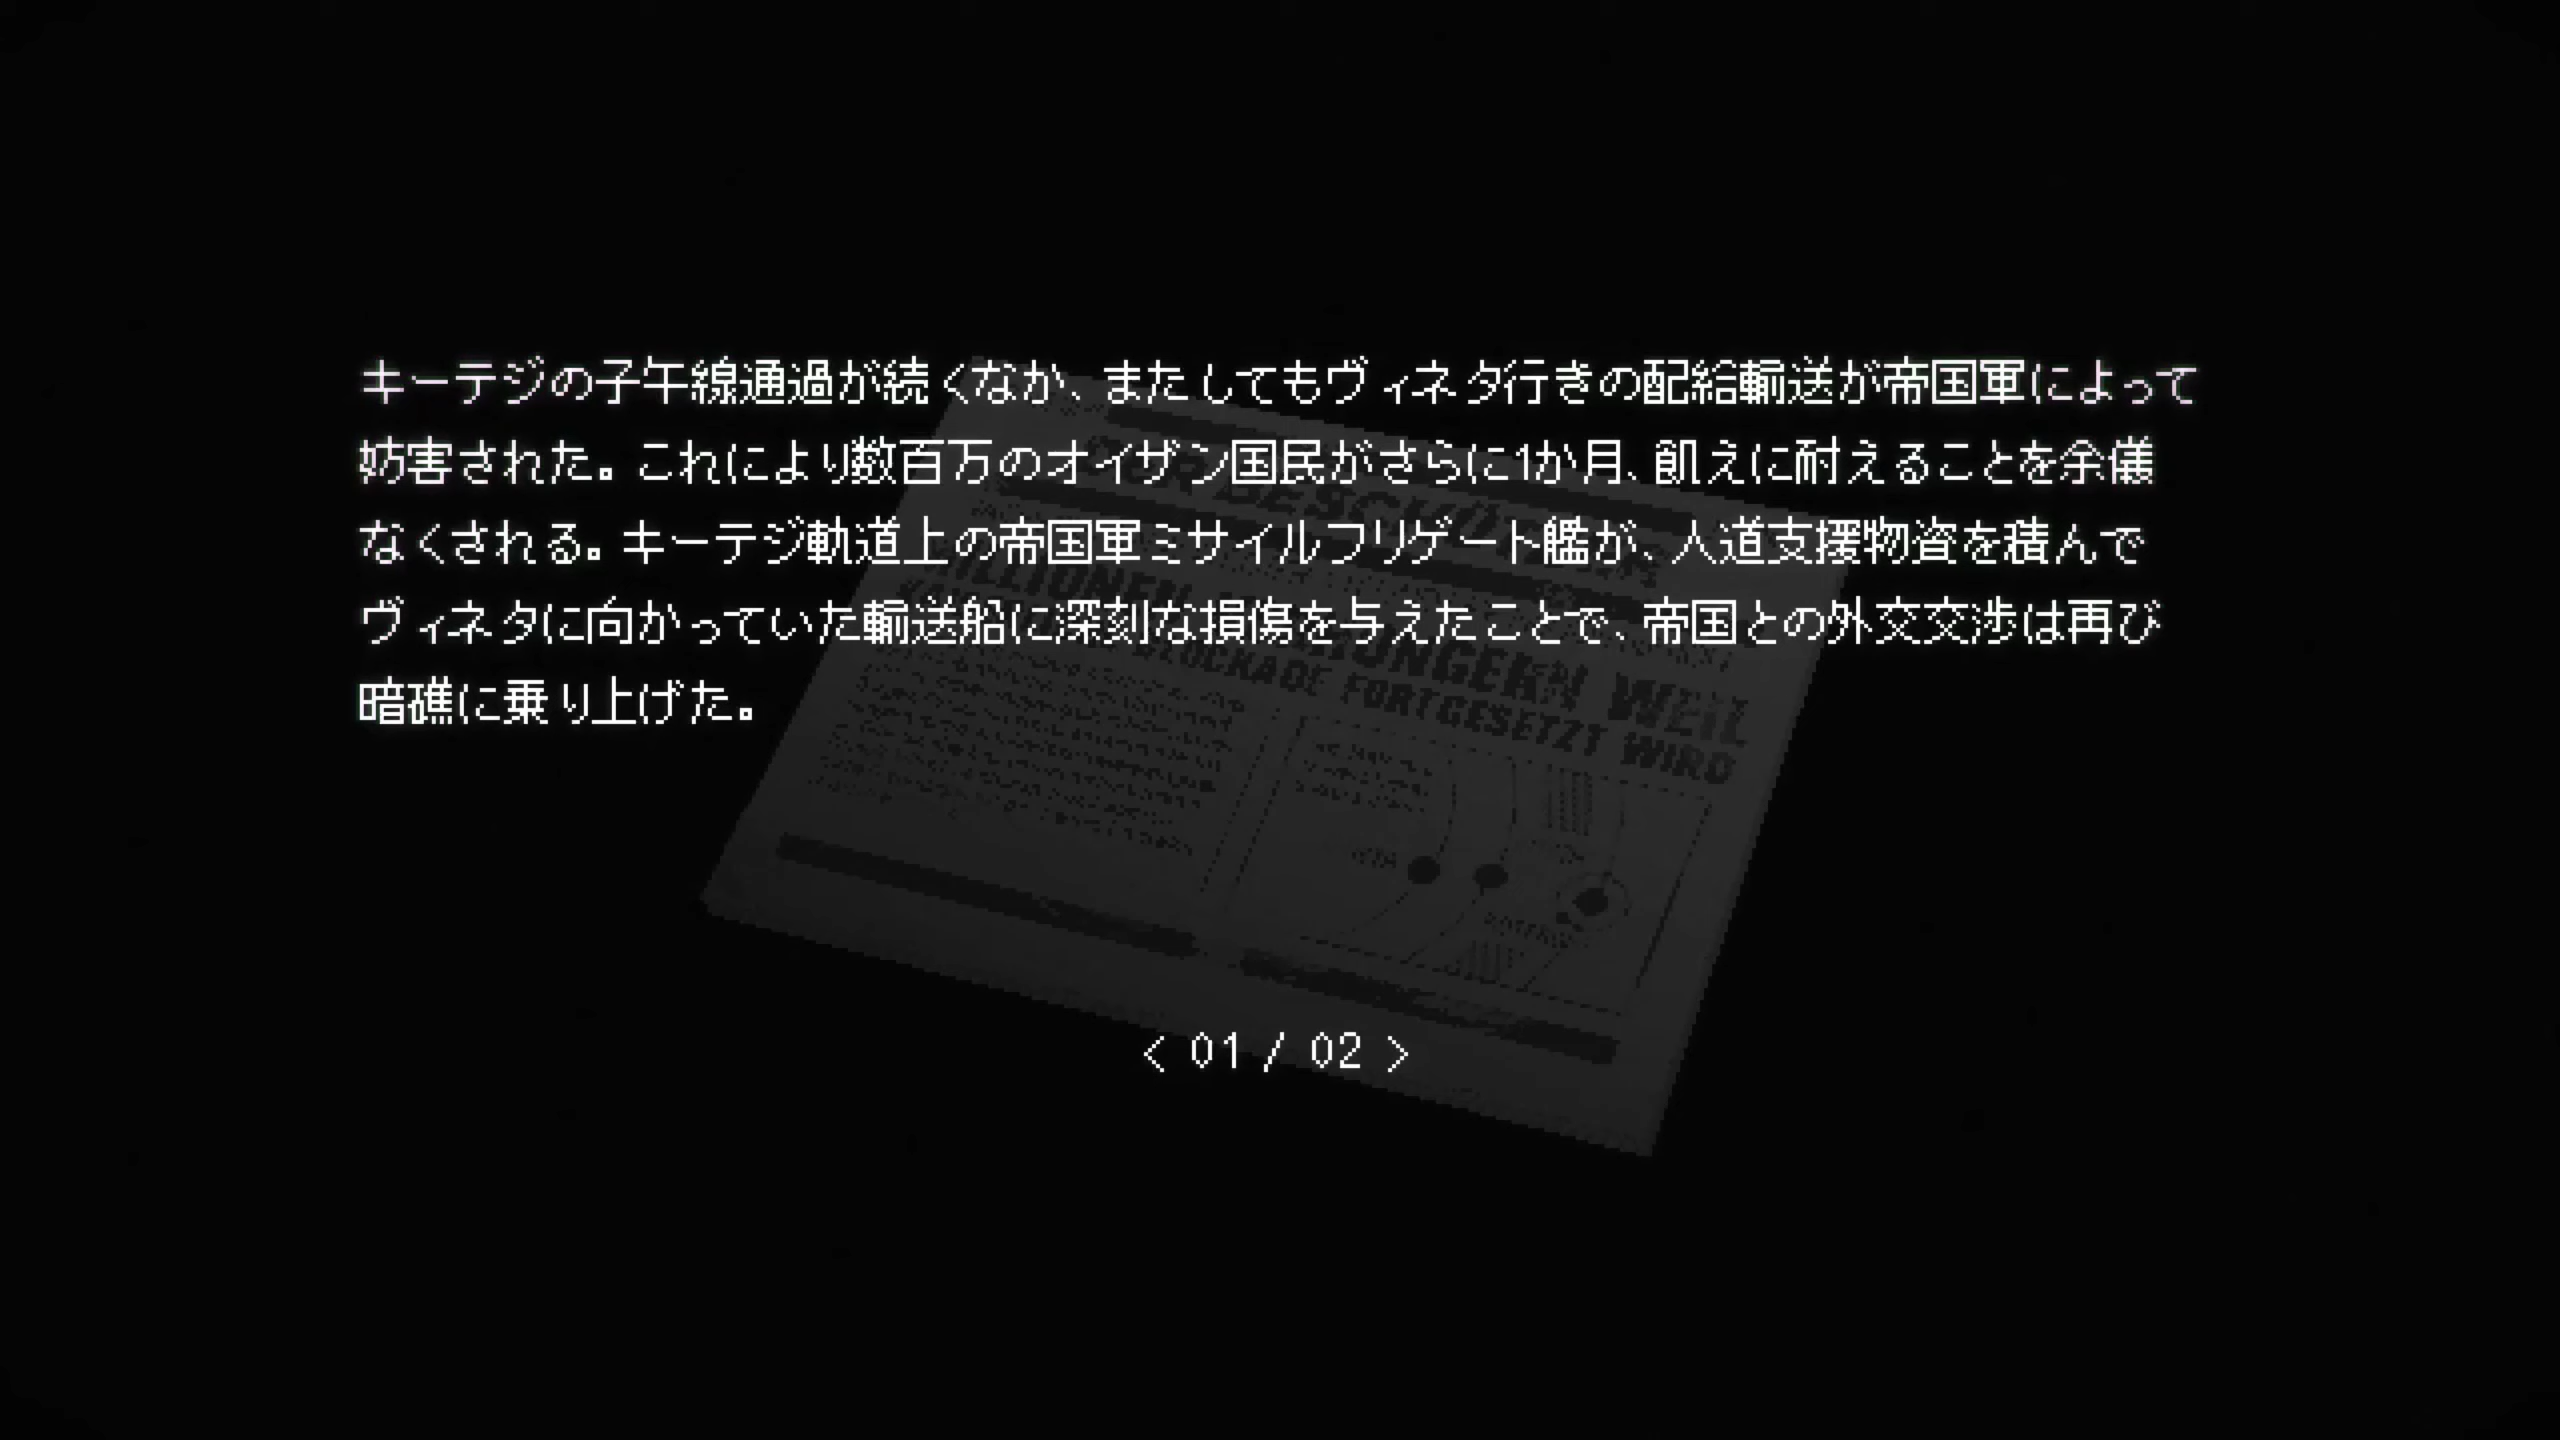 キーテジの子午線通過が続くなか、またしてもヴィネタ行きの配給輸送が帝国軍によって
妨害された。これにより数百万のオイザン国民がさらに1か月、飢えに耐えることを余儀
なくされる。キーテジ軌道上の帝国軍ミサイルフリゲート艦が、人道支援物資を積んで
ヴィネタに向かっていた輸送船に深刻な損傷を与えたことで、帝国との外交交渉は再び
暗礁に乗り上げた。
WEIL
BLOCKADE FORTGESETZT WIRD
< 01 / 02 >